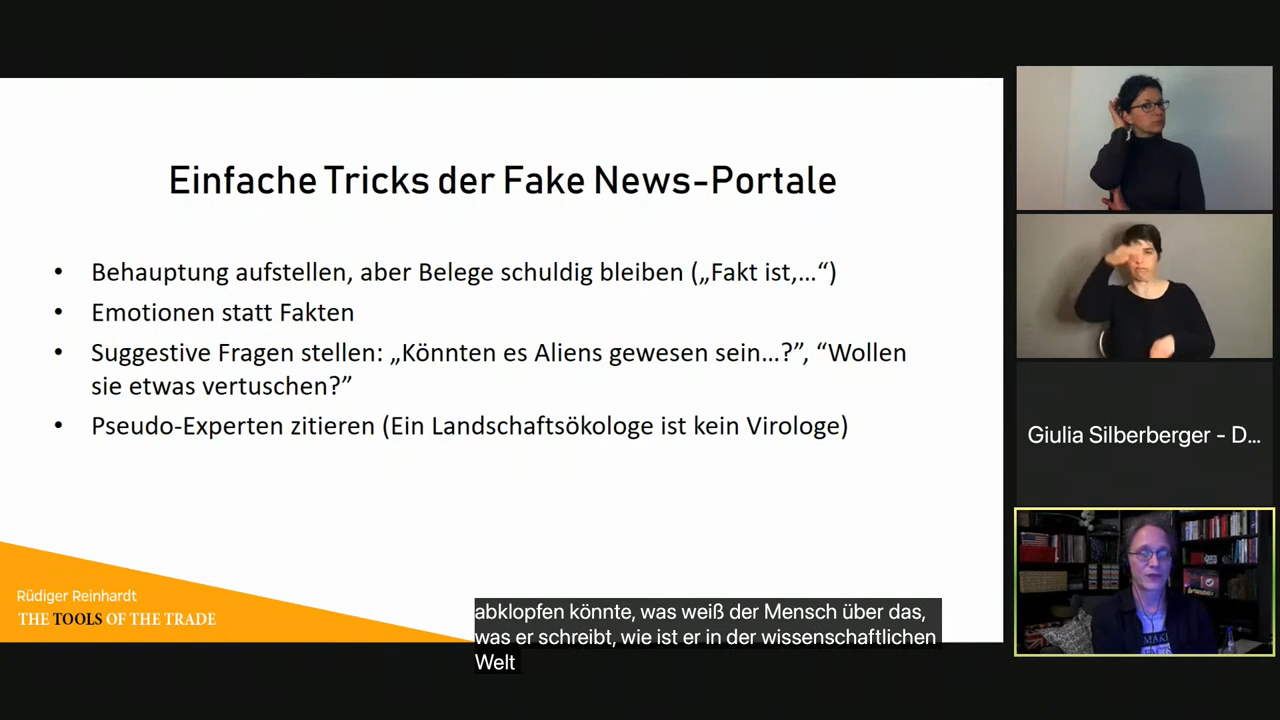 Einfache Tricks der Fake News-Portale
• Behauptung aufstellen, aber Belege schuldig bleiben („Fakt ist,…“)
• Emotionen statt Fakten
• Suggestive Fragen stellen: „Könnten es Aliens gewesen sein…?”, “Wollen
sie etwas vertuschen?”
• Pseudo-Experten zitieren (Ein Landschaftsökologe ist kein Virologe)
Rüdiger Reinhardt
THE TOOLS OF THE TRADE
abklopfen könnte, was weiß der Mensch über das,
was er schreibt, wie ist er in der wissenschaftlichen
Welt
Giulia Silberberger - D...